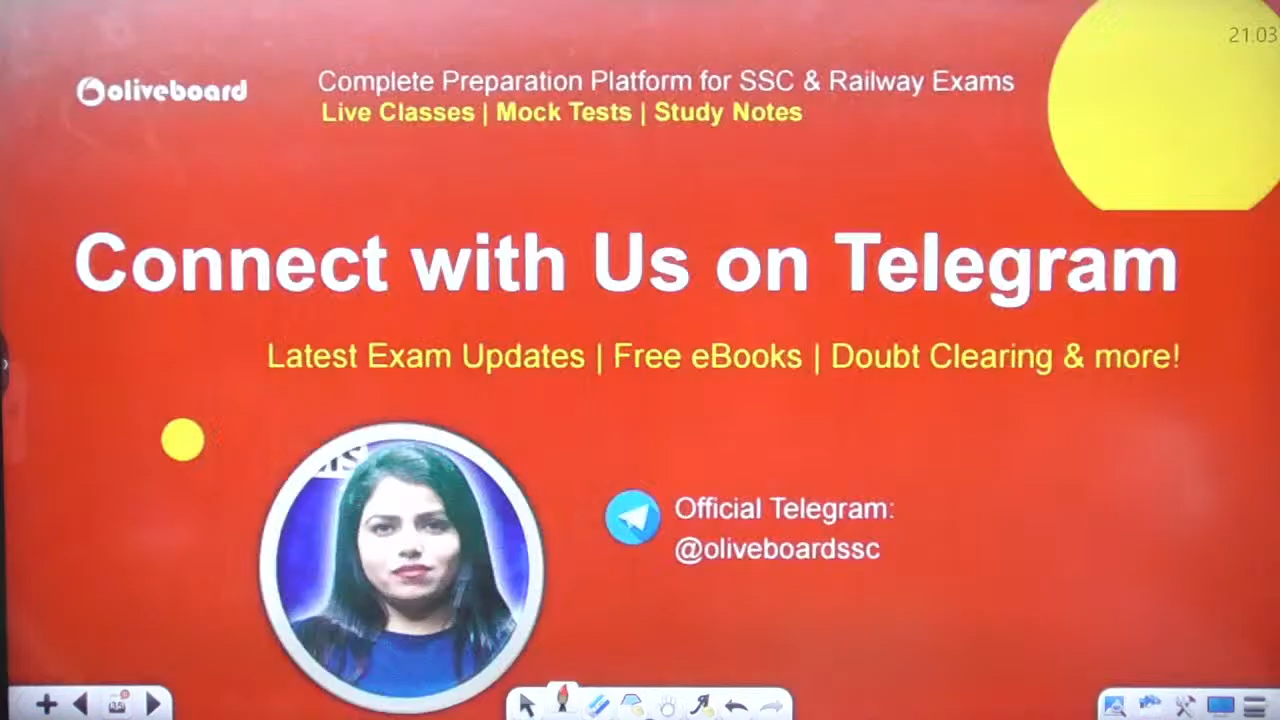 21.03
oliveboard
Complete Preparation Platform for SSC & Railway Exams
Live Classes | Mock Tests | Study Notes
Connect with Us on Telegram
Latest Exam Updates | Free eBooks | Doubt Clearing & more!
Official Telegram:
@oliveboardssc